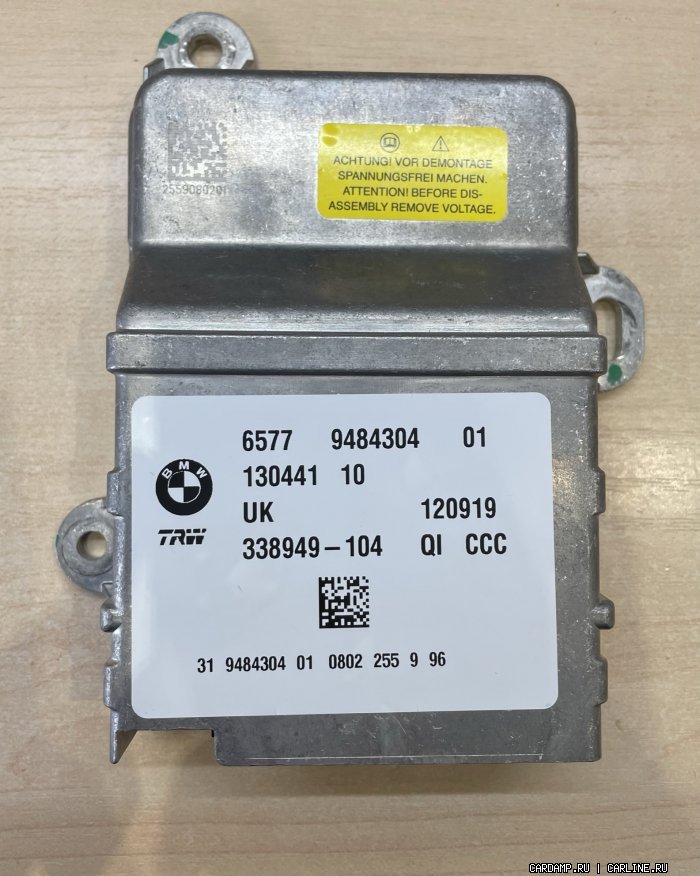 2559080201
ACHTUNG! VOR DEMONTAGE
SPANNUNGSFREI MACHEN.
ATTENTION! BEFORE DIS-
ASSEMBLY REMOVE VOLTAGE.
6577 9484304 01
BMW
130441 10
UK 120919
TRW
338949-104 QI CCC
31 9484304 01 0802 255 9 96
CARDAMP.RU | CARLINE.RU